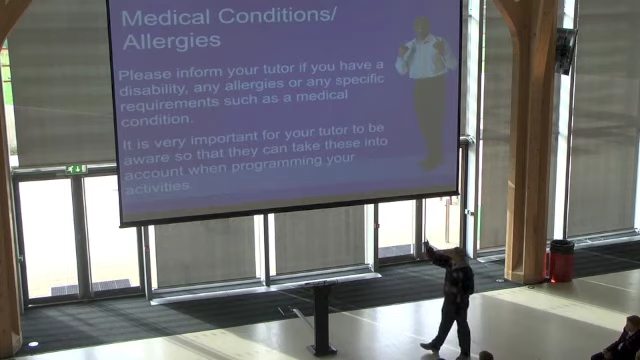 Medical Conditions/
Allergies
Please inform your tutor if you have a
disability, any allergies or any specific
requirements such as a medical
condition.
It is very important for your tutor to be
aware so that they can take these into
account when programming your
activities